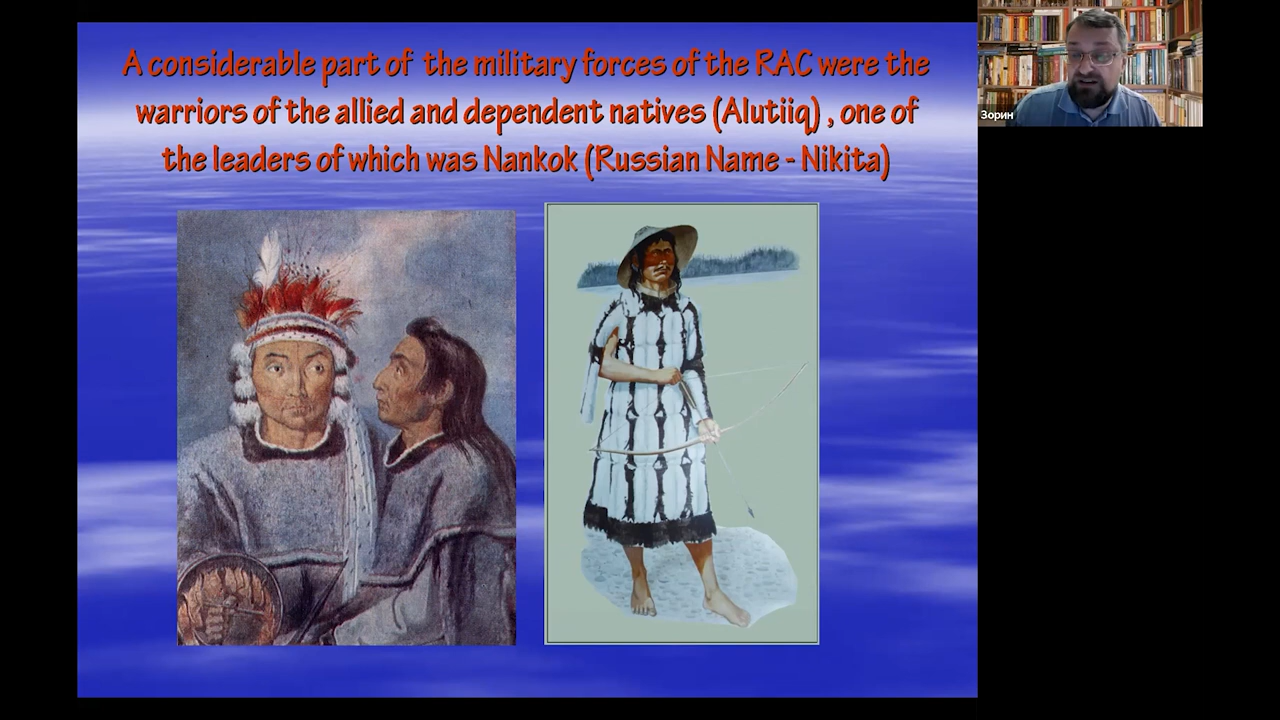 A considerable part of the military forces of the RAC were the
warriors of the allied and dependent natives (Alutiiq) , one of
the leaders of which was Nankok (Russian Name - Nikita)
Зорин